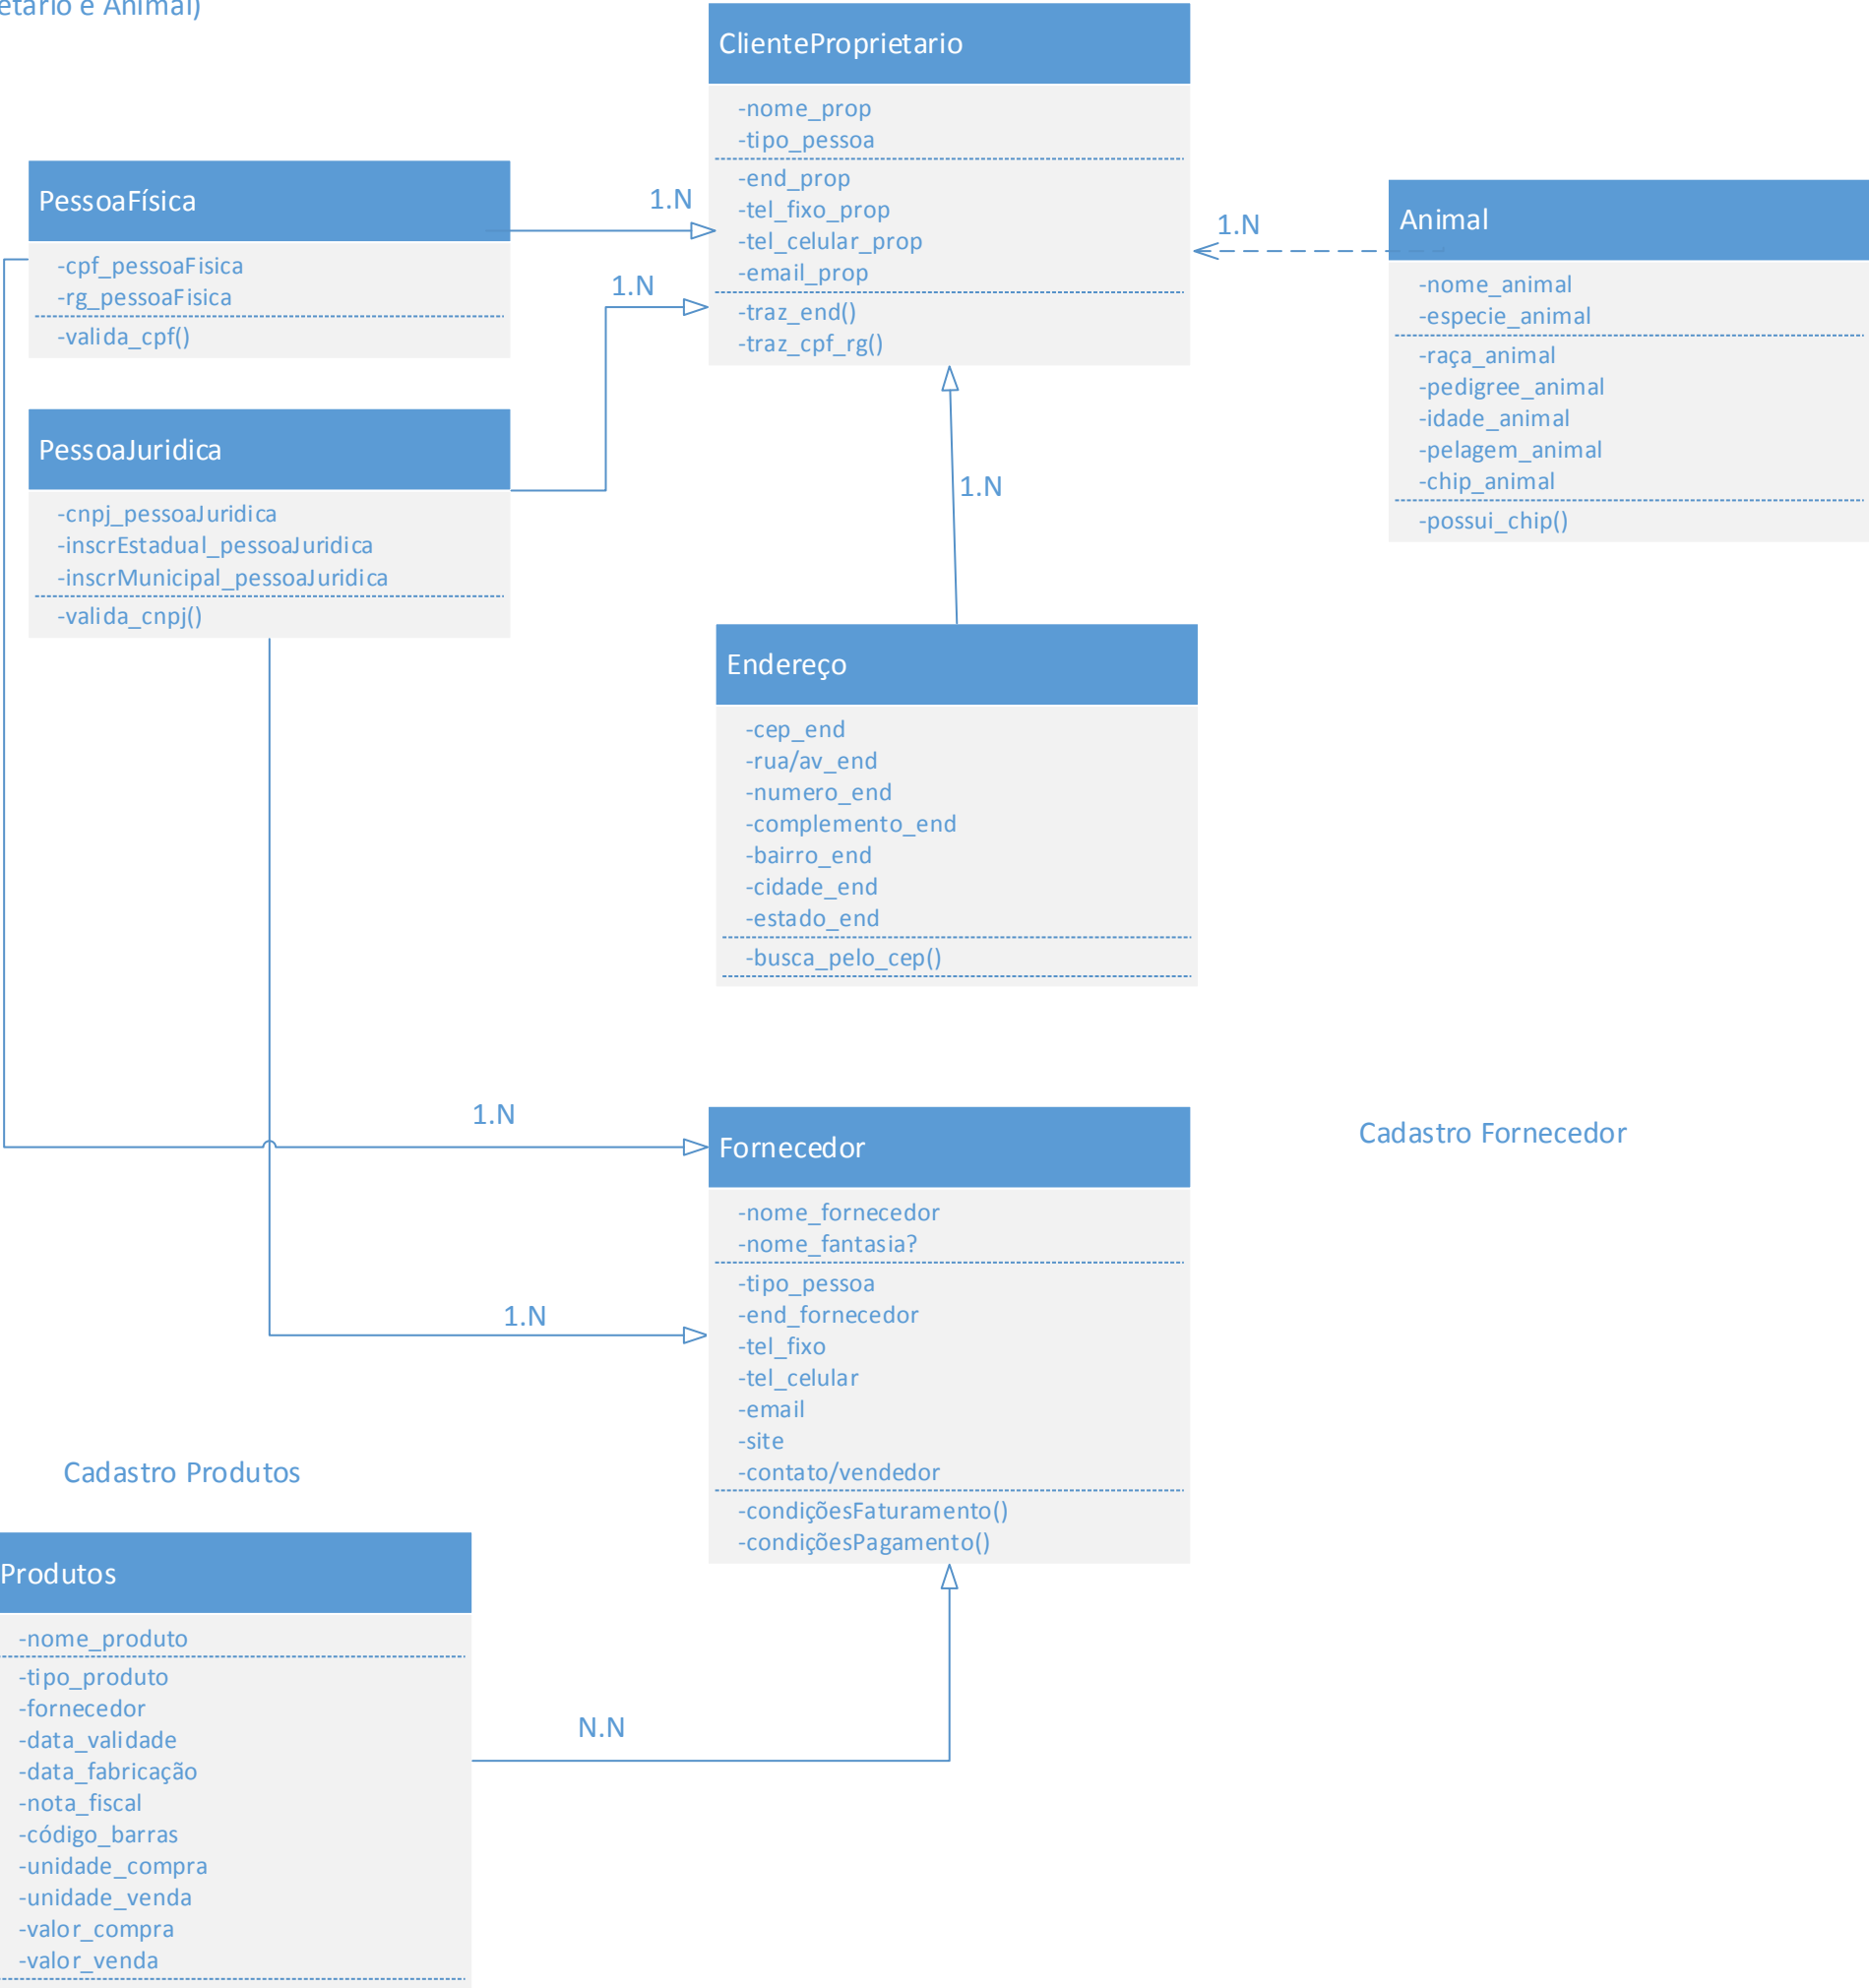 e Animal)
ClienteProprietario
-nome_prop
-tipo_pessoa
-end_prop
-tel_fixo_prop
-tel_celular_prop
-email_prop
-traz_end()
-traz_cpf_rg()
PessoaFísica
-cpf_pessoaFisica
-rg_pessoaFisica
-valida_cpf()
1.N
1.N
1.N
Animal
-nome_animal
-especie_animal
-raça_animal
-pedigree_animal
-idade_animal
-pelagem_animal
-chip_animal
-possui_chip()
PessoaJuridica
-cnpj_pessoaJuridica
-inscrEstadual_pessoaJuridica
-inscrMunicipal_pessoaJuridica
-valida_cnpj()
1.N
Endereço
-cep_end
-rua/av_end
-numero_end
-complemento_end
-bairro_end
-cidade_end
-estado_end
-busca_pelo_cep()
1.N
Cadastro Fornecedor
Fornecedor
-nome_fornecedor
-nome_fantasia?
-tipo_pessoa
-end_fornecedor
-tel_fixo
-tel_celular
-email
-site
-contato/vendedor
-condiçõesFaturamento()
-condiçõesPagamento()
1.N
Cadastro Produtos
Produtos
-nome_produto
-tipo_produto
-fornecedor
-data_validade
-data_fabricação
-nota_fiscal
-código_barras
-unidade_compra
-unidade_venda
-valor_compra
-valor_venda
N.N